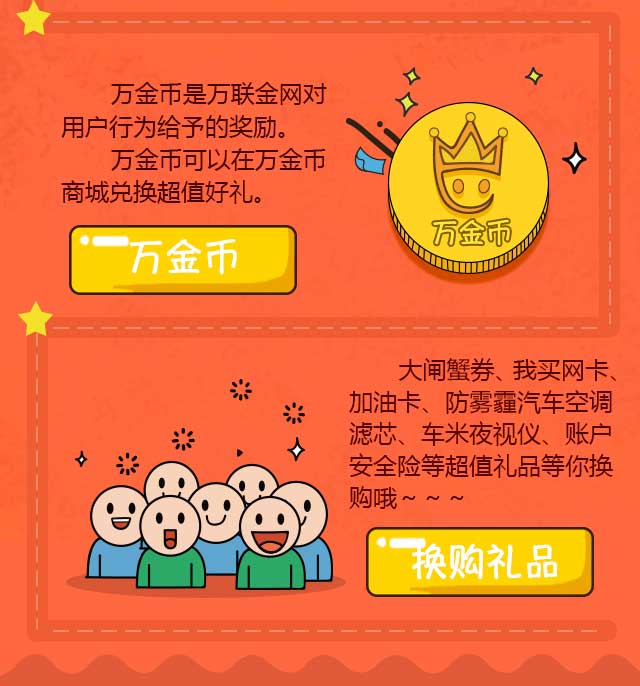 万金币是万联金网对
用户行为给予的奖励。
万金币可以在万金币
商城兑换超值好礼。
万金币
万金币
大闸蟹券、我买网卡、
加油卡、防雾霾汽车空调
滤芯、车米夜视仪、账户
安全险等超值礼品等你换
购哦～～～
换购礼品